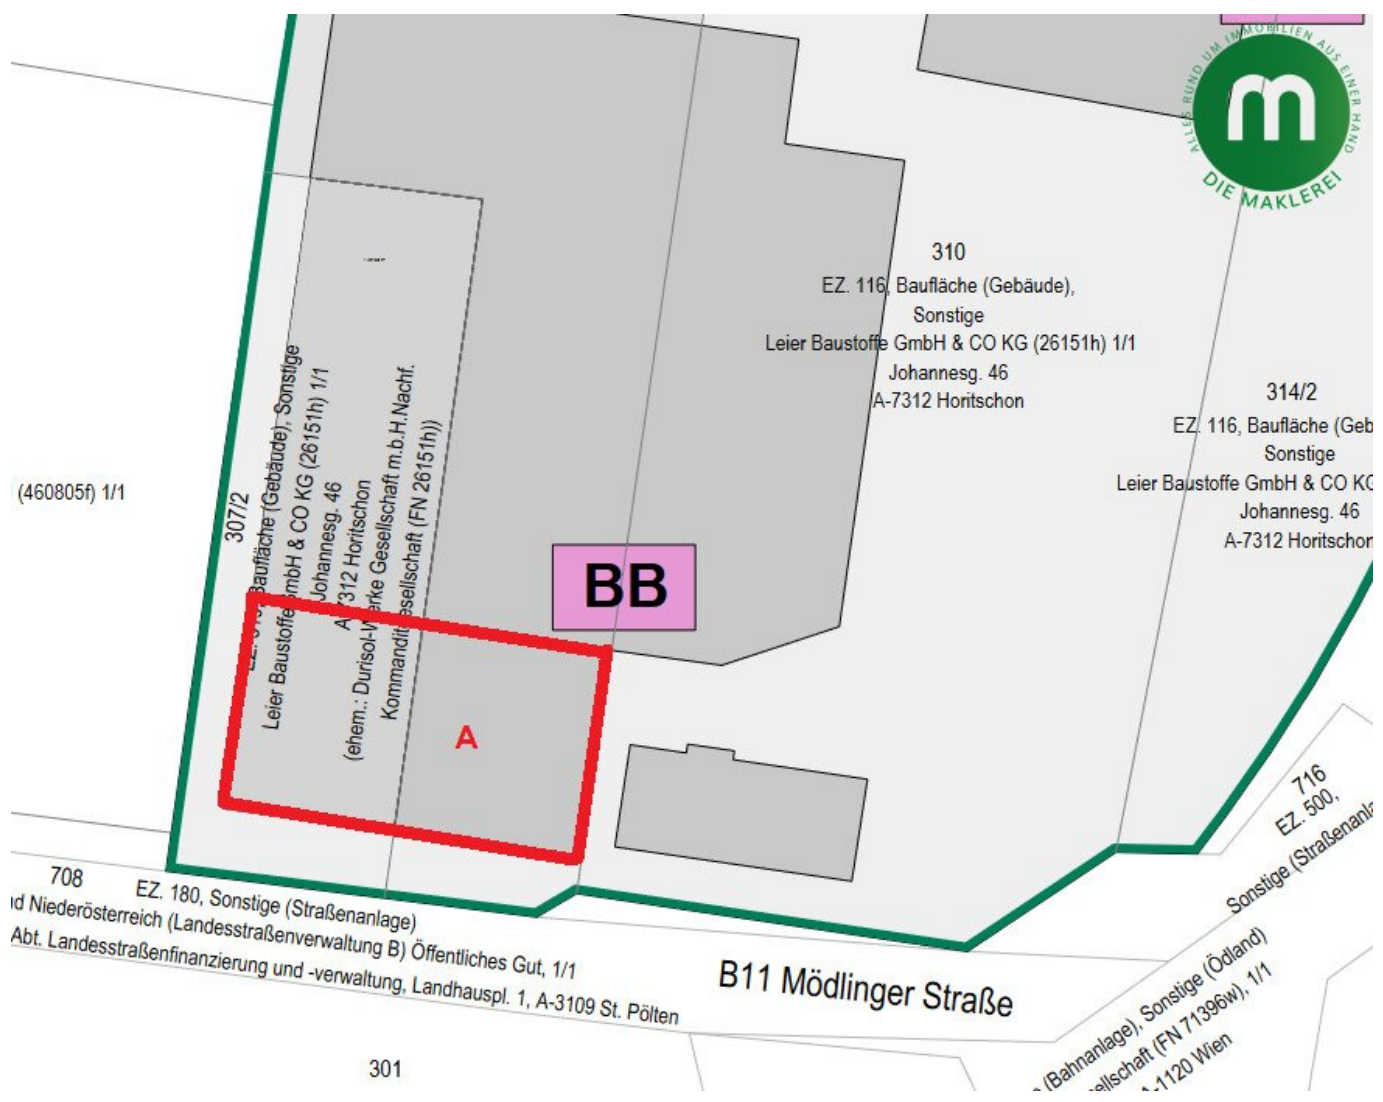 ALLES RUND UM IMMOBILIEN AUS EINER HAND
m
DIE MAKLEREI
310
EZ. 116, Baufläche (Gebäude),
Sonstige
Leier Baustoffe GmbH & CO KG (26151h) 1/1
Johannesg. 46
A-7312 Horitschon
314/2
EZ. 116, Baufläche (Geb
Sonstige
Leier Baustoffe GmbH & CO KG
Johannesg. 46
A-7312 Horitschon
(460805f) 1/1
307/2
Baufläche (Gebäude), Sonstige
Leier Baustoffe GmbH & CO KG (26151h) 1/1
Johannesg. 46
A-7312 Horitschon
(ehem.: Durisol-Werke Gesellschaft m.b.H.Nachf.
Kommanditgesellschaft (FN 26151h))
BB
A
716
EZ. 500,
Sonstige (Straßenanla
708
EZ. 180, Sonstige (Straßenanlage)
nd Niederösterreich (Landesstraßenverwaltung B) Öffentliches Gut, 1/1
Abt. Landesstraßenfinanzierung und -verwaltung, Landhauspl. 1, A-3109 St. Pölten
B11 Mödlinger Straße
(Bahnanlage), Sonstige (Ödland)
ellschaft (FN 71396w), 1/1
A-1120 Wien
301